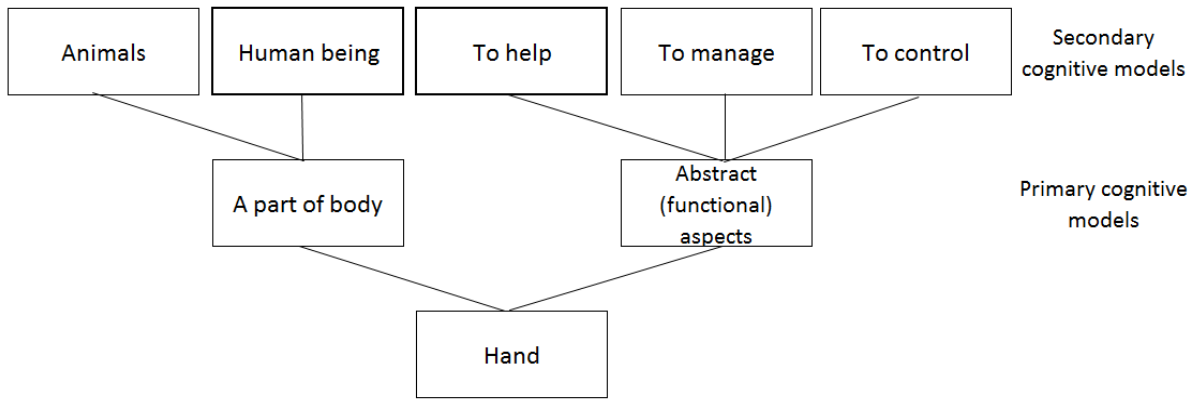 Animals
Human being
To help
To manage
To control
Secondary
cognitive models
A part of body
Abstract
(functional)
aspects
Primary cognitive
models
Hand